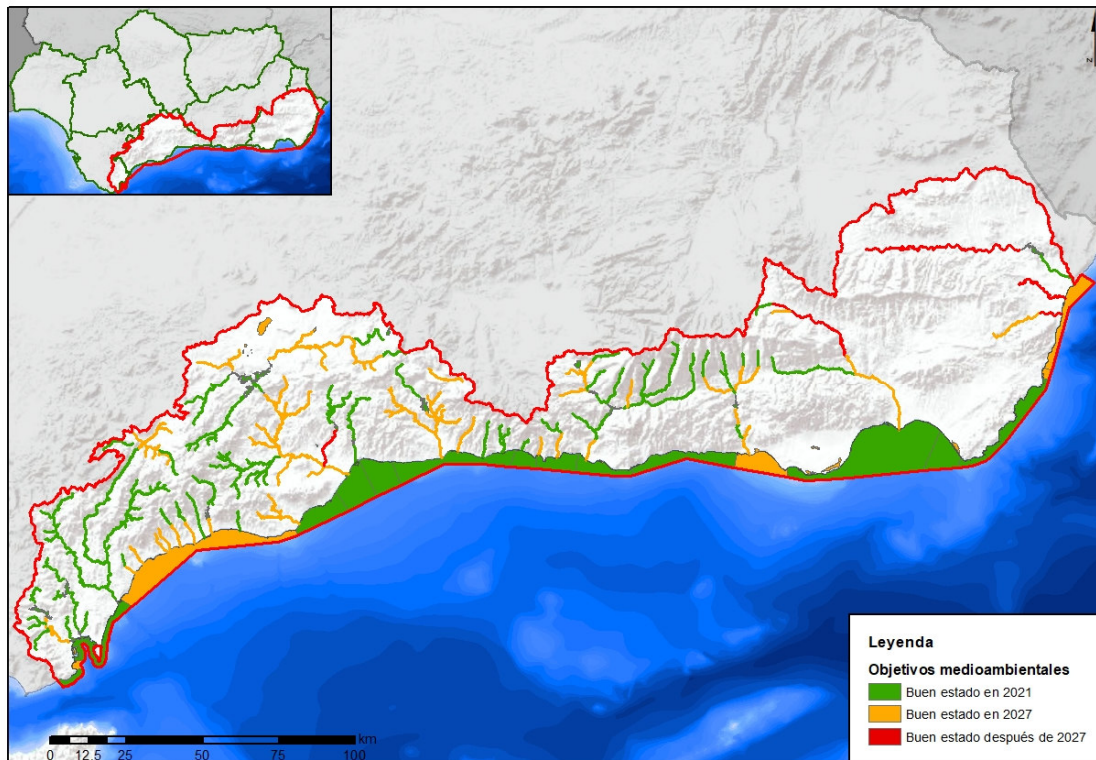 N
Leyenda
Objetivos medioambientales
Buen estado en 2021
Buen estado en 2027
Buen estado después de 2027
km
0 12.5 25 50 75 100